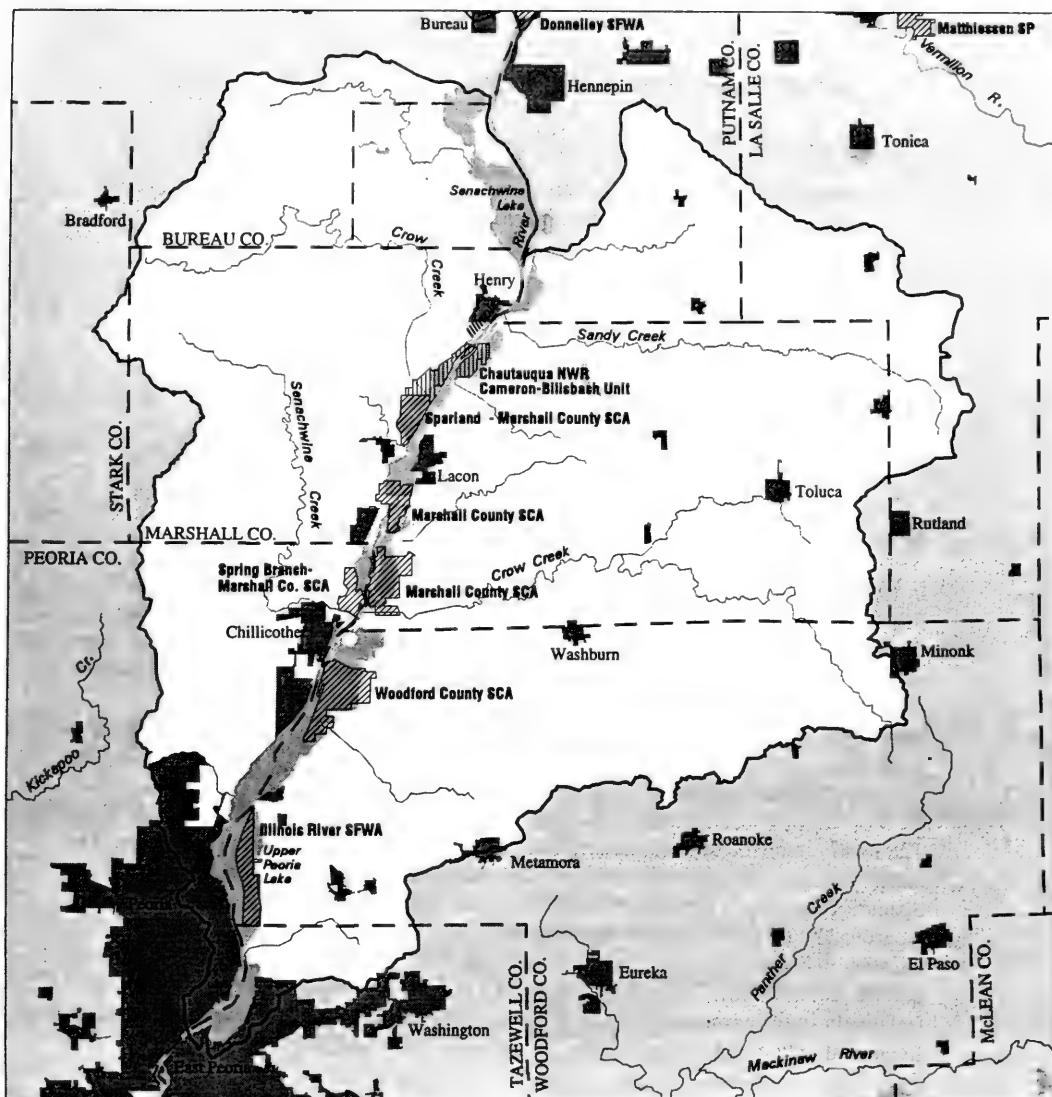 Bureau
Donnelley SFWA
Matthiessen SP
Vermilion
R.
Hennepin
PUTNAM CO.
LA SALLE CO.
Tonica
Bradford
Senachwine
Lake
River
BUREAU CO.
Crow
Creek
Henry
Sandy Creek
Chautauqua NWR
Cameron-Bilisbach Unit
Sparland - Marshall County SCA
Senachwine
Creek
STARK CO.
Lacon
Toluca
Marshall County SCA
Rutland
MARSHALL CO.
PEORIA CO.
Spring Branch-
Marshall Co. SCA
Crow Creek
Marshall County SCA
Chillicothe
Washburn
Minonk
Woodford County SCA
Kickapoo
Cr.
Illinois River SFWA
Upper
Peoria
Lake
Metamora
Roanoke
Peoria
Panther
Creek
Eureka
El Paso
Washington
TAZEWELL CO.
WOODFORD CO.
McLEAN CO.
East Peoria
Mackinaw River